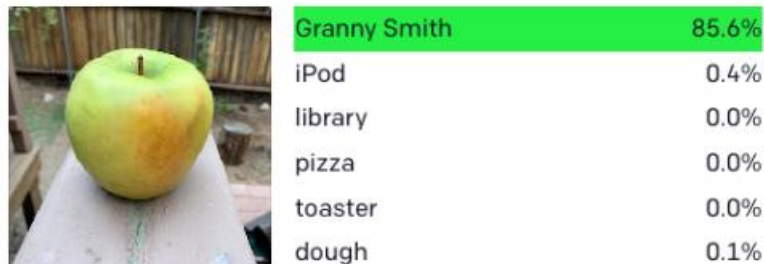 Granny Smith 85.6%
iPod 0.4%
library 0.0%
pizza 0.0%
toaster 0.0%
dough 0.1%